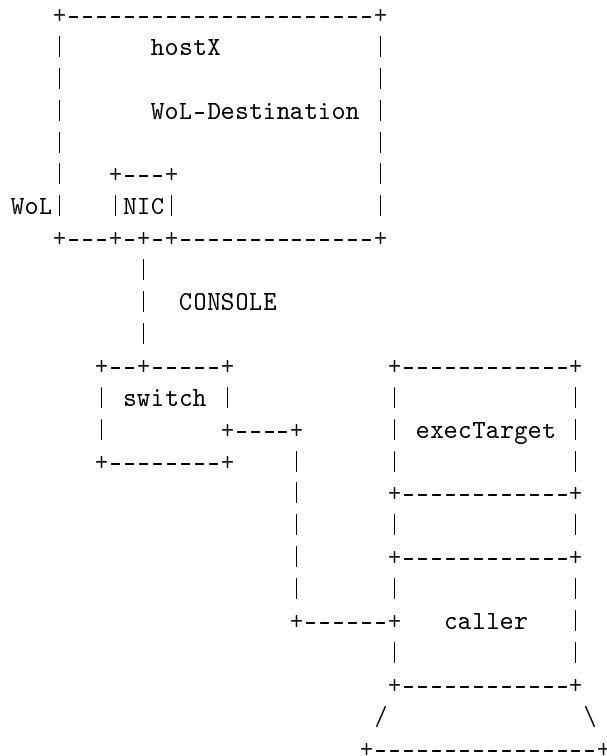 hostX
WoL-Destination
WoL NIC
CONSOLE
switch
execTarget
caller